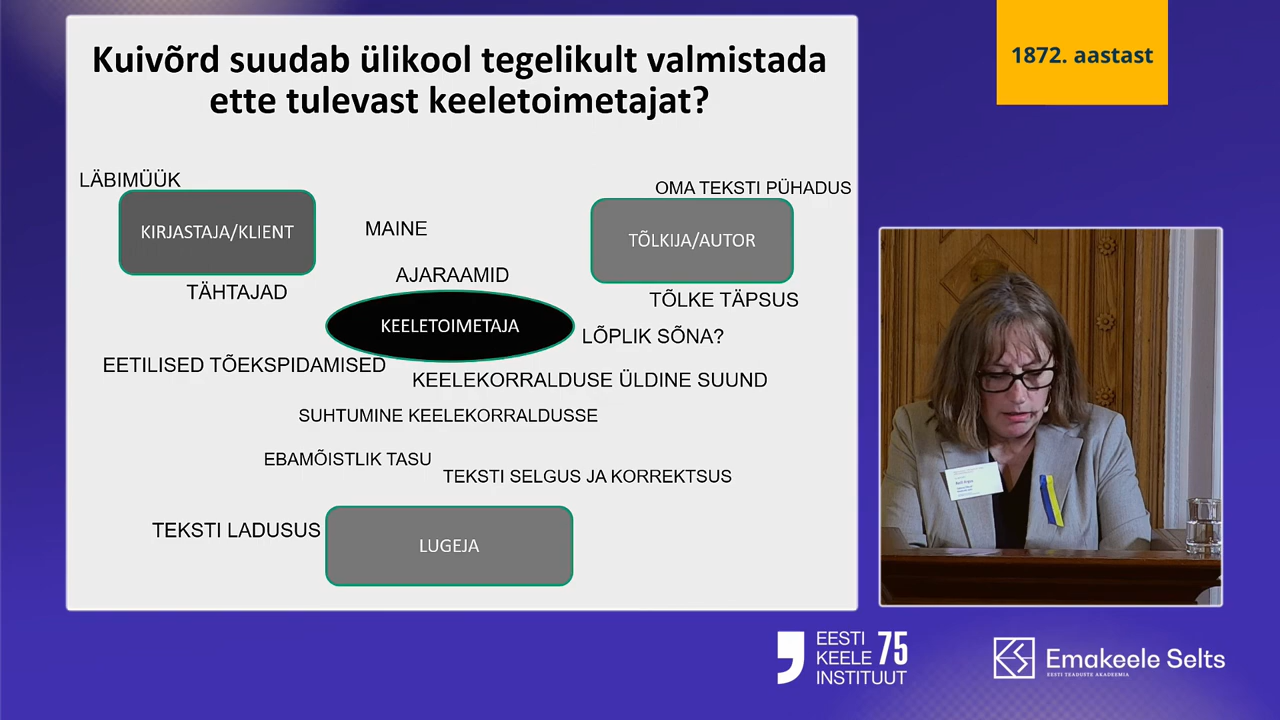 Kuivõrd suudab ülikool tegelikult valmistada
ette tulevast keeletoimetajat?
1872. aastast
LÄBIMÜÜK
OMA TEKSTI PÜHADUS
KIRJASTAJA/KLIENT
MAINE
TÕLKIJA/AUTOR
AJARAAMID
TÄHTAJAD
TÕLKE TÄPSUS
KEELETOIMETAJA
LÕPLIK SÕNA?
EETILISED TÕEKSPIDAMISED
KEELEKORRALDUSE ÜLDINE SUUND
SUHTUMINE KEELEKORRALDUSSE
EBAMÕISTLIK TASU
TEKSTI SELGUS JA KORREKTSUS
TEKSTI LADUSUS
LUGEJA
EESTI
KEELE 75
INSTITUUT
Emakeele Selts
EESTI TEADUSTE AKADEEMIA